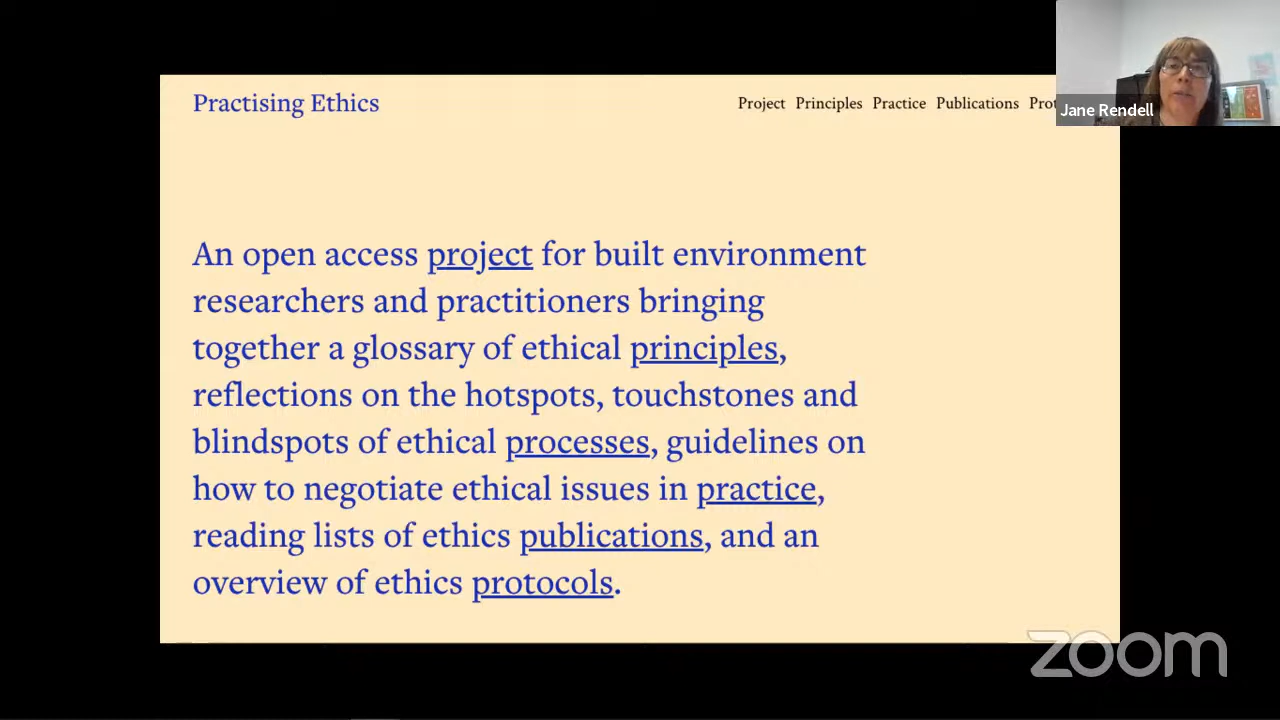 Practising Ethics
Project Principles Practice Publications
Jane Rendell
An open access project for built environment
researchers and practitioners bringing
together a glossary of ethical principles,
reflections on the hotspots, touchstones and
blindspots of ethical processes, guidelines on
how to negotiate ethical issues in practice,
reading lists of ethics publications, and an
overview of ethics protocols.
zoom